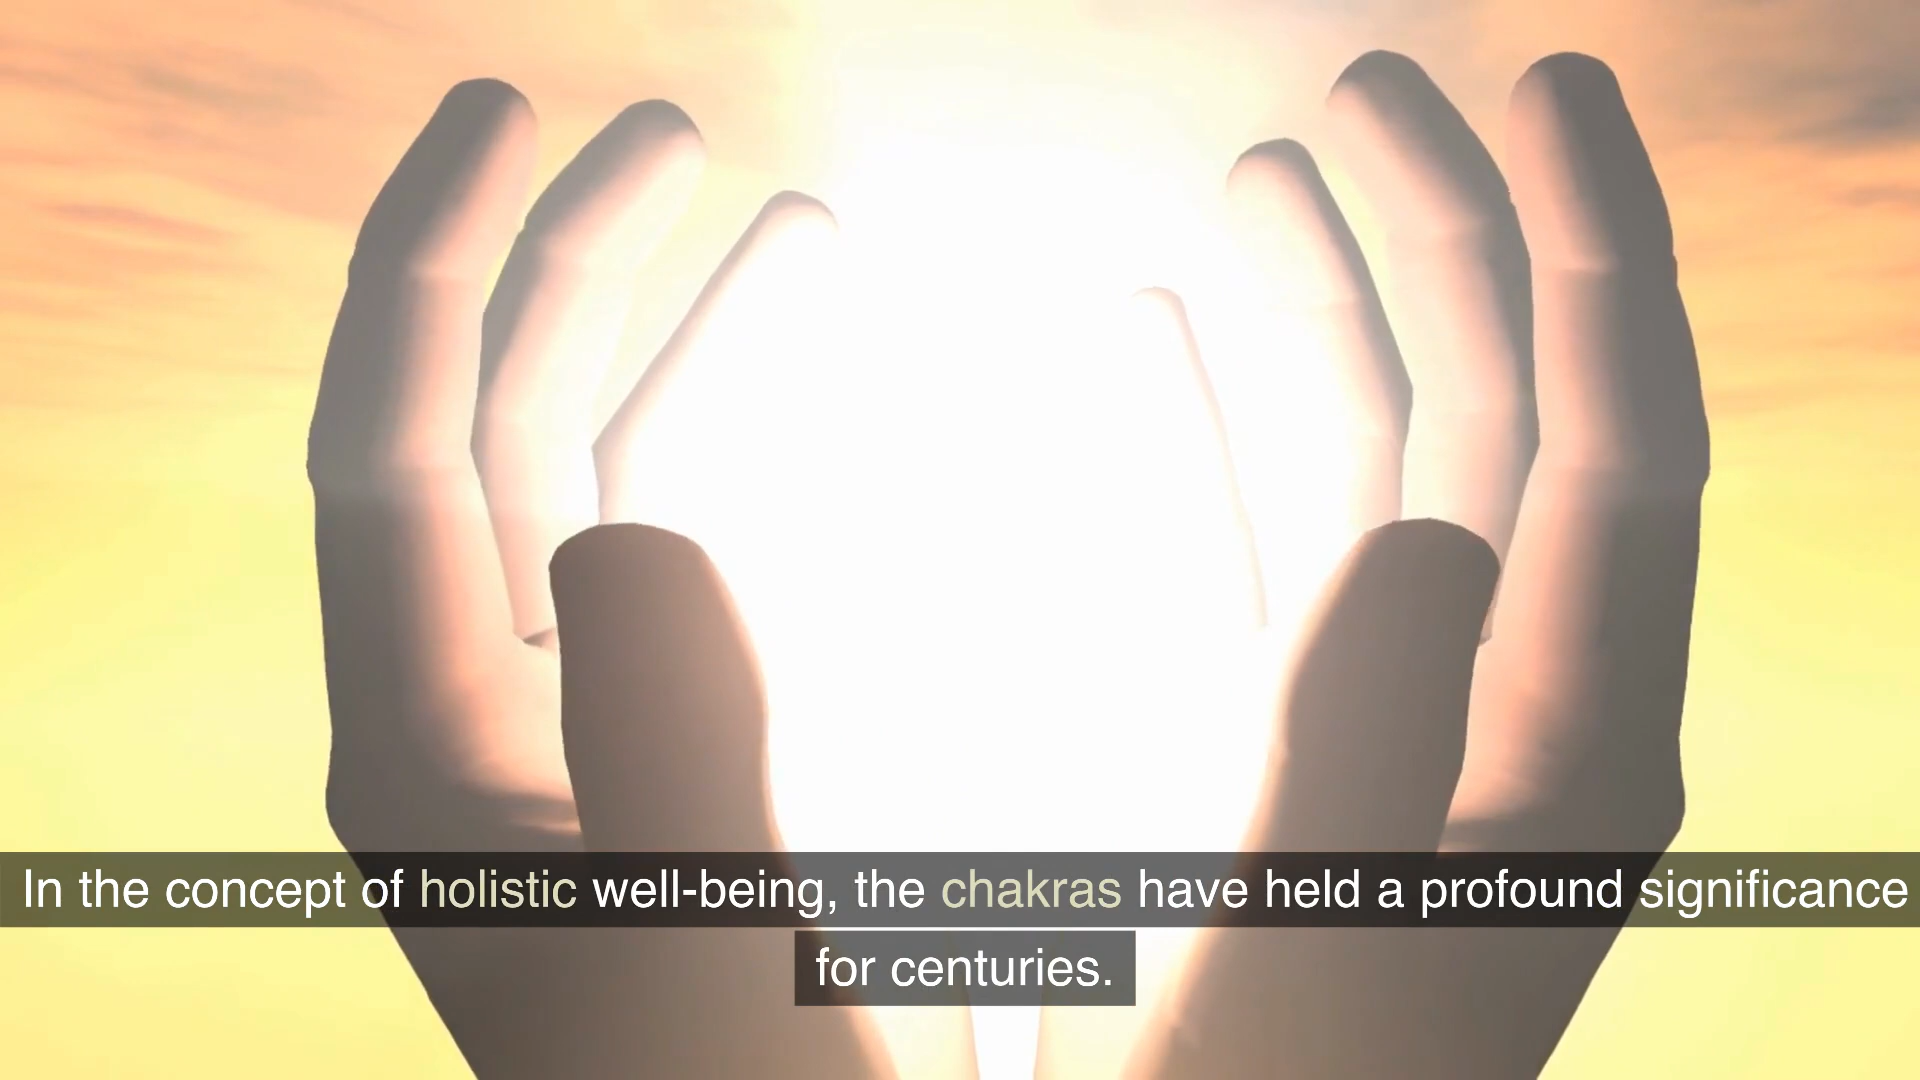 In the concept of holistic well-being, the chakras have held a profound significance
for centuries.